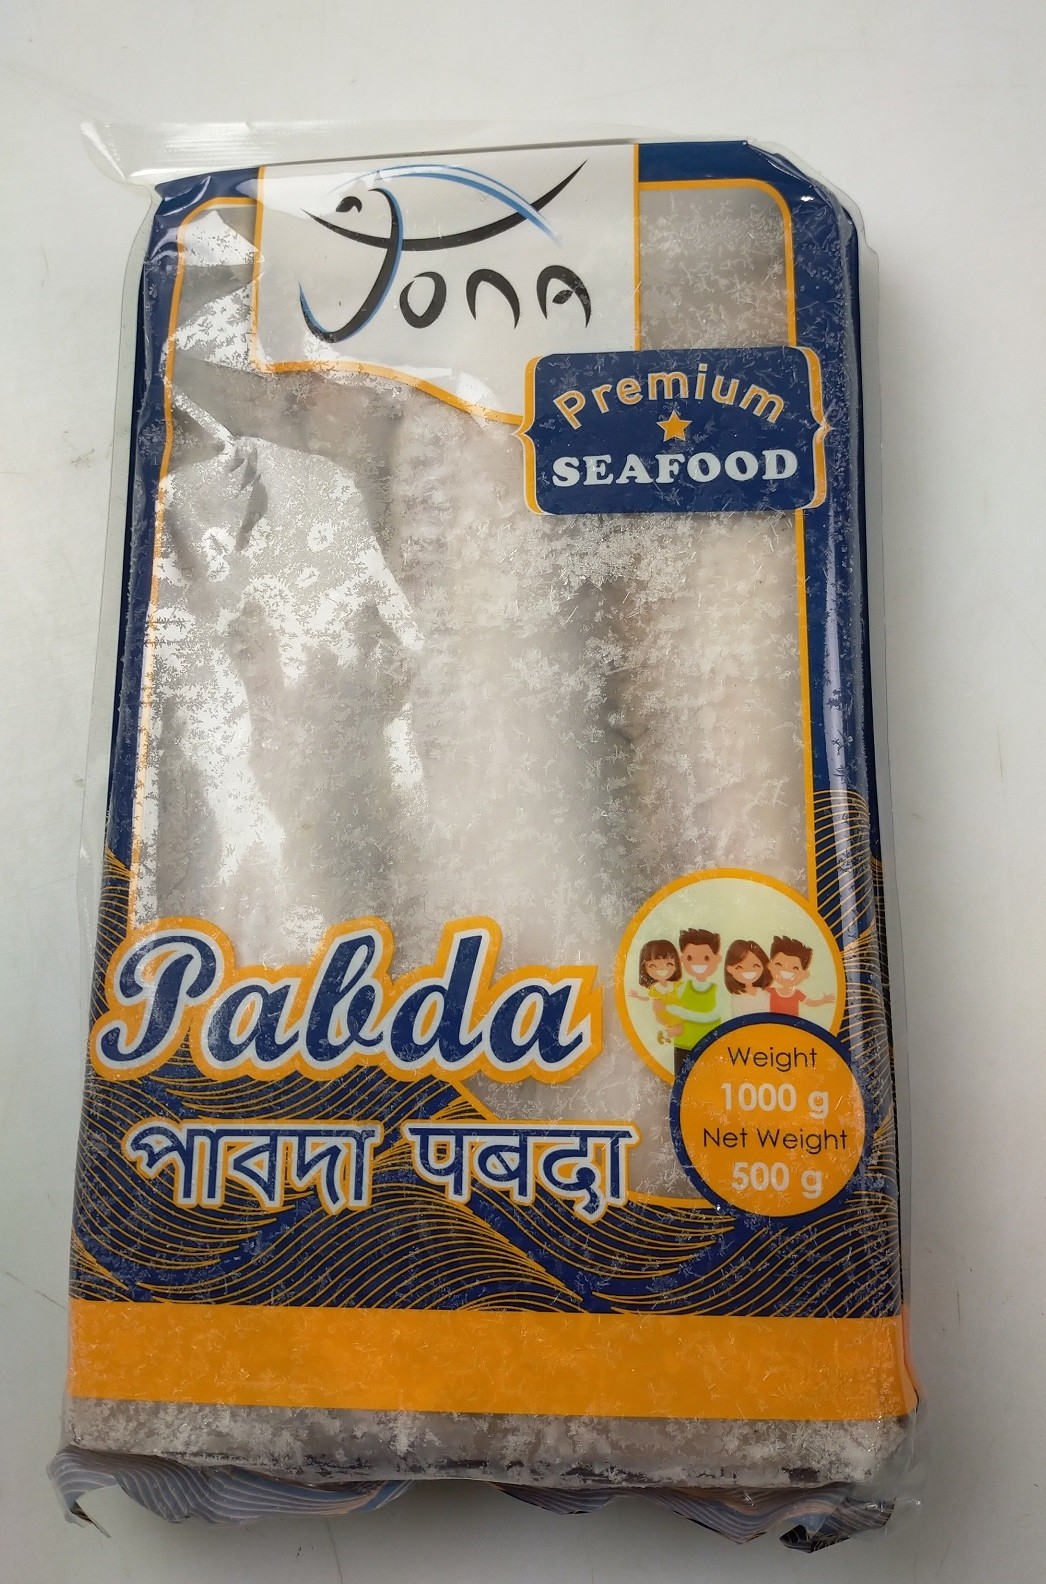 JonA
Premium
SEAFOOD
Pabda
পাবদা पबदा
Weight
1000 g
Net Weight
500 g